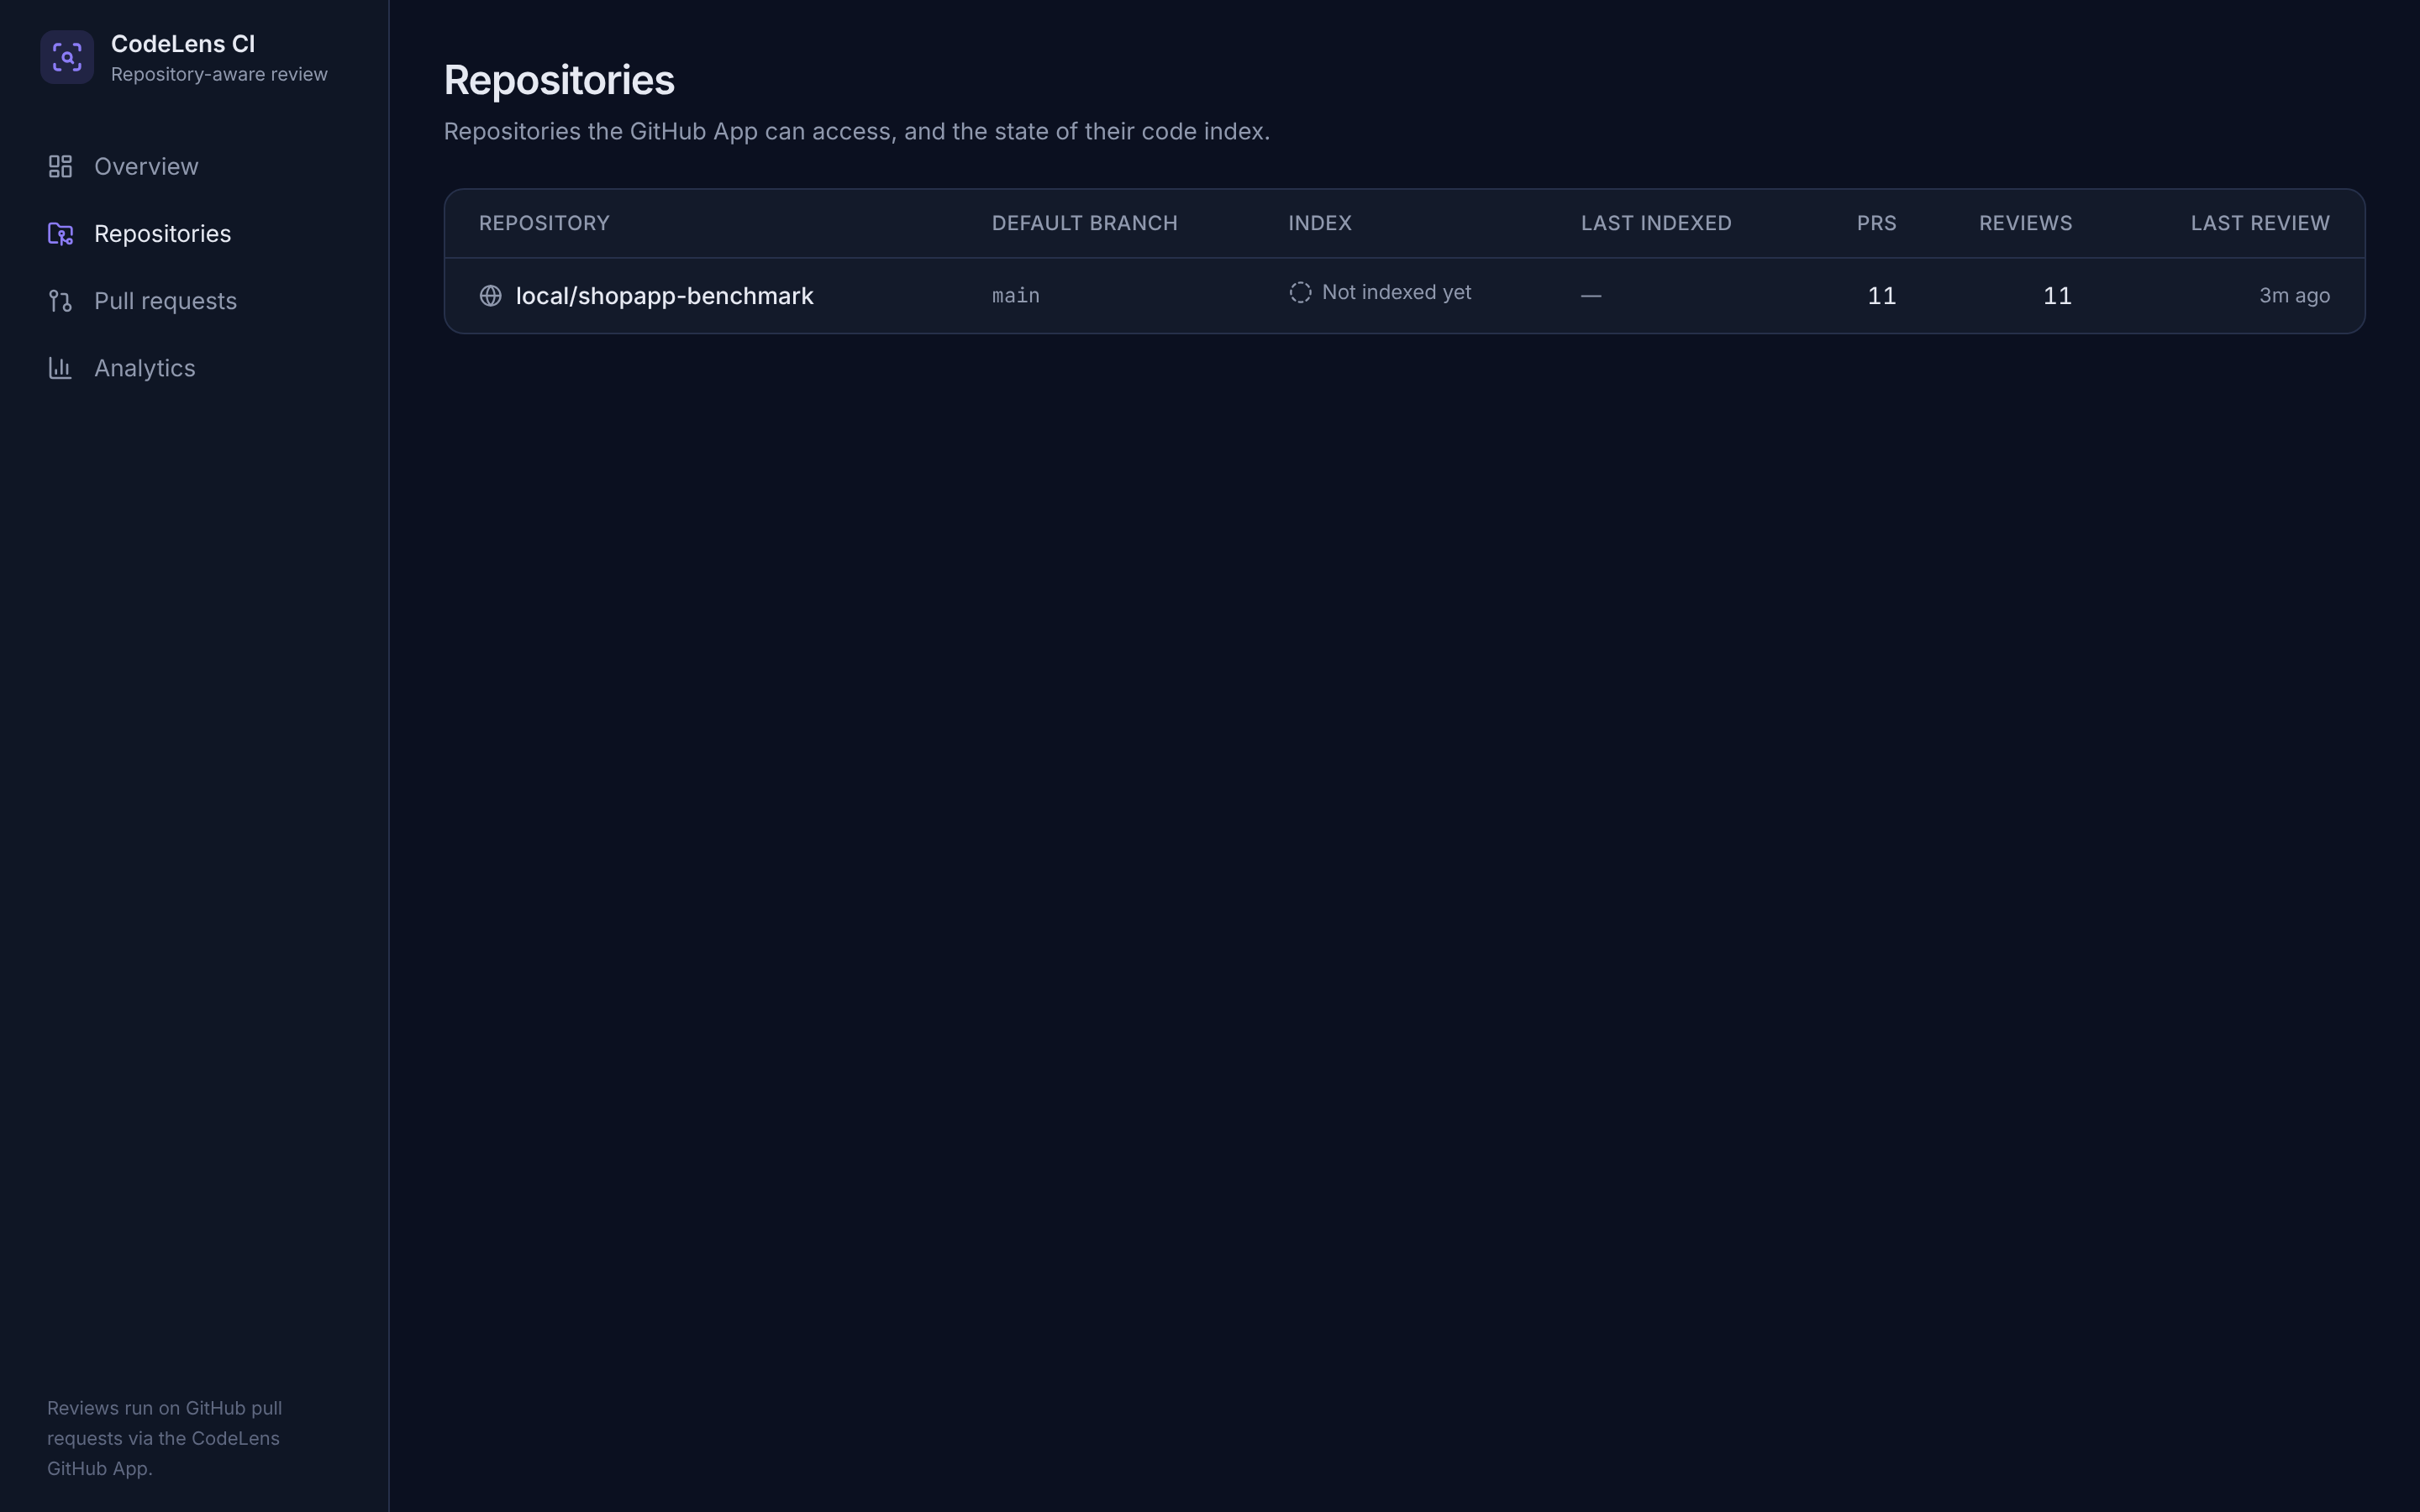 CodeLens CI
Repository-aware review
Overview
Repositories
Pull requests
Analytics
Reviews run on GitHub pull
requests via the CodeLens
GitHub App.
Repositories
Repositories the GitHub App can access, and the state of their code index.
REPOSITORY DEFAULT BRANCH INDEX LAST INDEXED PRS REVIEWS LAST REVIEW
local/shopapp-benchmark main Not indexed yet — 11 11 3m ago